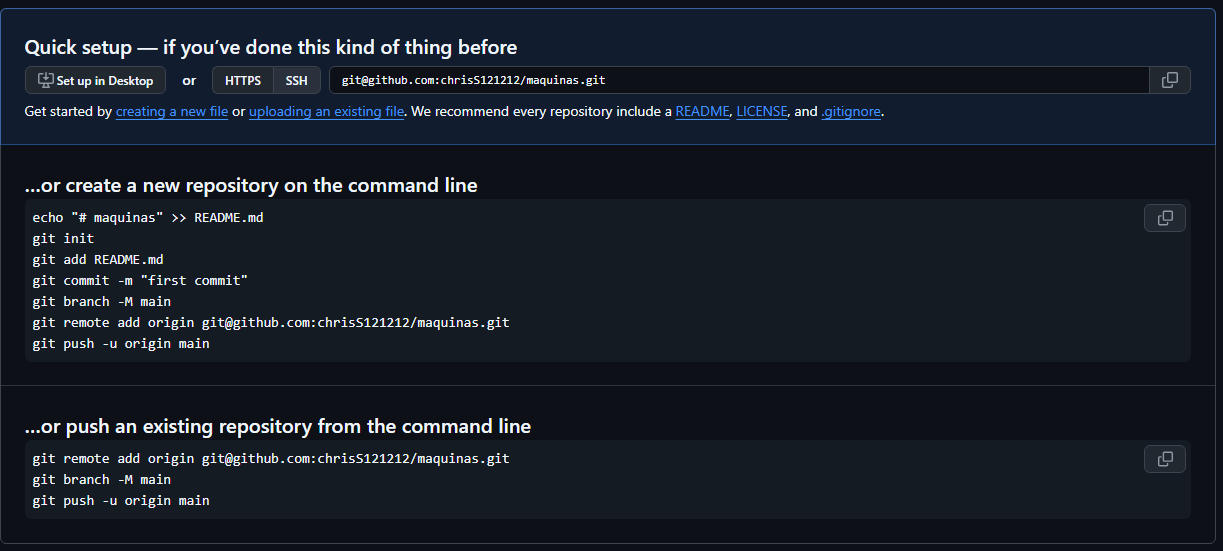 Quick setup — if you’ve done this kind of thing before
Set up in Desktop or HTTPS SSH git@github.com:chrisS121212/maquinas.git
Get started by creating a new file or uploading an existing file. We recommend every repository include a README, LICENSE, and .gitignore.
…or create a new repository on the command line
echo "# maquinas" >> README.md
git init
git add README.md
git commit -m "first commit"
git branch -M main
git remote add origin git@github.com:chrisS121212/maquinas.git
git push -u origin main
…or push an existing repository from the command line
git remote add origin git@github.com:chrisS121212/maquinas.git
git branch -M main
git push -u origin main